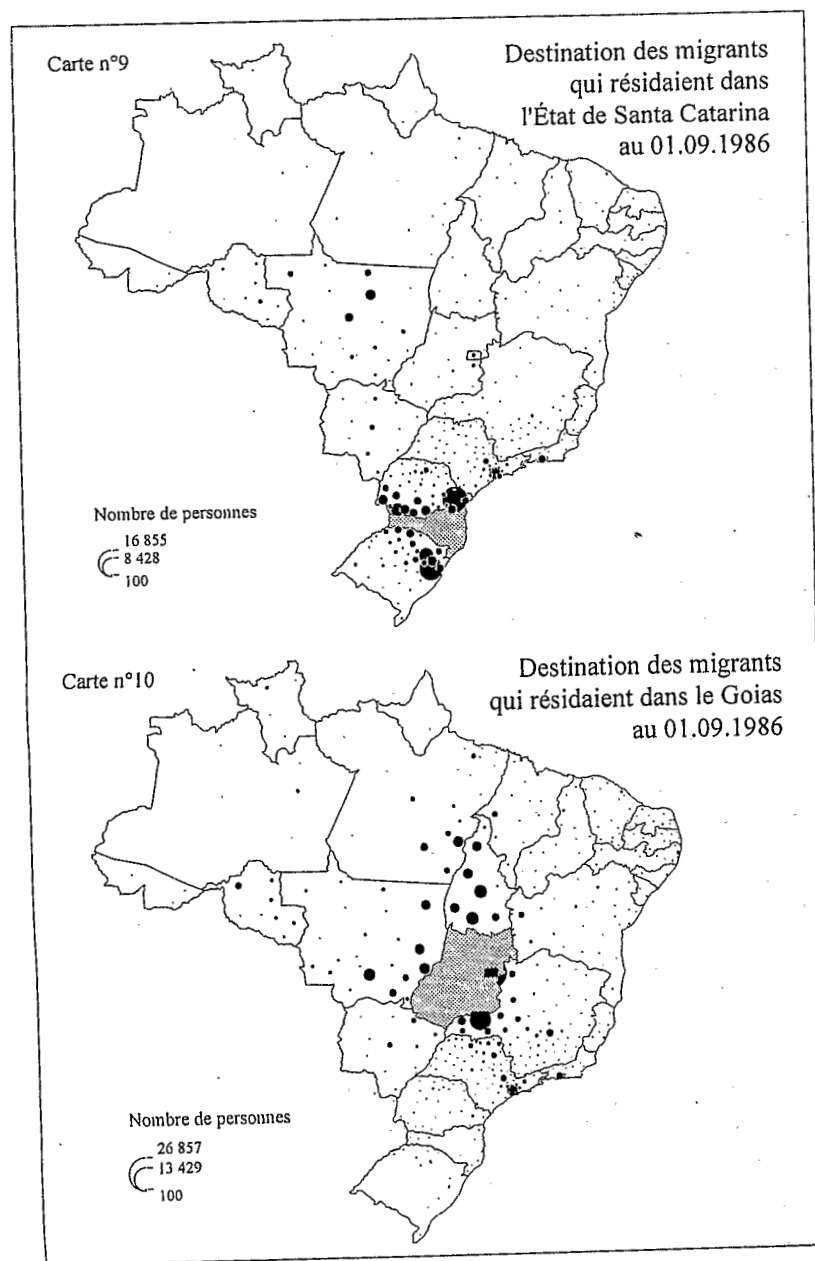 Carte n°9
Destination des migrants
qui résidaient dans
l'État de Santa Catarina
au 01.09.1986
Nombre de personnes
16 855
8 428
100
Carte n°10
Destination des migrants
qui résidaient dans le Goias
au 01.09.1986
Nombre de personnes
26 857
13 429
100